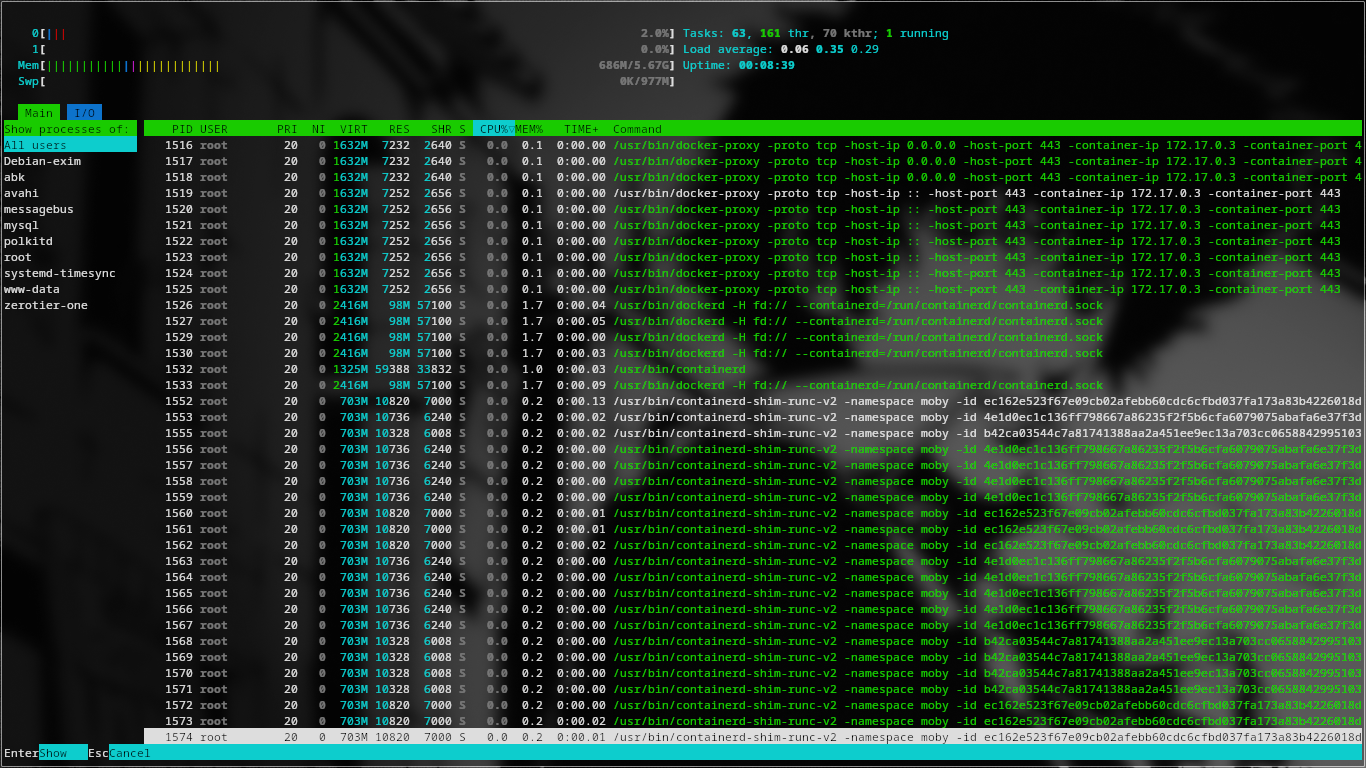 0[||| 2.0%] Tasks: 63, 161 thr, 70 kthr; 1 running
1[ 0.0%] Load average: 0.06 0.35 0.29
Mem[||||||||||||||||||||||||| 686M/5.67G] Uptime: 00:08:39
Swp[ 0K/977M]
Main I/O
Show processes of: PID USER PRI NI VIRT RES SHR S CPU%▽MEM% TIME+ Command
All users 1516 root 20 0 1632M 7232 2640 S 0.0 0.1 0:00.00 /usr/bin/docker-proxy -proto tcp -host-ip 0.0.0.0 -host-port 443 -container-ip 172.17.0.3 -container-port 4
Debian-exim 1517 root 20 0 1632M 7232 2640 S 0.0 0.1 0:00.00 /usr/bin/docker-proxy -proto tcp -host-ip 0.0.0.0 -host-port 443 -container-ip 172.17.0.3 -container-port 4
abk 1518 root 20 0 1632M 7232 2640 S 0.0 0.1 0:00.00 /usr/bin/docker-proxy -proto tcp -host-ip 0.0.0.0 -host-port 443 -container-ip 172.17.0.3 -container-port 4
avahi 1519 root 20 0 1632M 7252 2656 S 0.0 0.1 0:00.00 /usr/bin/docker-proxy -proto tcp -host-ip :: -host-port 443 -container-ip 172.17.0.3 -container-port 443
messagebus 1520 root 20 0 1632M 7252 2656 S 0.0 0.1 0:00.00 /usr/bin/docker-proxy -proto tcp -host-ip :: -host-port 443 -container-ip 172.17.0.3 -container-port 443
mysql 1521 root 20 0 1632M 7252 2656 S 0.0 0.1 0:00.00 /usr/bin/docker-proxy -proto tcp -host-ip :: -host-port 443 -container-ip 172.17.0.3 -container-port 443
polkitd 1522 root 20 0 1632M 7252 2656 S 0.0 0.1 0:00.00 /usr/bin/docker-proxy -proto tcp -host-ip :: -host-port 443 -container-ip 172.17.0.3 -container-port 443
root 1523 root 20 0 1632M 7252 2656 S 0.0 0.1 0:00.00 /usr/bin/docker-proxy -proto tcp -host-ip :: -host-port 443 -container-ip 172.17.0.3 -container-port 443
systemd-timesync 1524 root 20 0 1632M 7252 2656 S 0.0 0.1 0:00.00 /usr/bin/docker-proxy -proto tcp -host-ip :: -host-port 443 -container-ip 172.17.0.3 -container-port 443
www-data 1525 root 20 0 1632M 7252 2656 S 0.0 0.1 0:00.00 /usr/bin/docker-proxy -proto tcp -host-ip :: -host-port 443 -container-ip 172.17.0.3 -container-port 443
zerotier-one 1526 root 20 0 2416M 98M 57100 S 0.0 1.7 0:00.04 /usr/bin/dockerd -H fd:// --containerd=/run/containerd/containerd.sock
1527 root 20 0 2416M 98M 57100 S 0.0 1.7 0:00.05 /usr/bin/dockerd -H fd:// --containerd=/run/containerd/containerd.sock
1529 root 20 0 2416M 98M 57100 S 0.0 1.7 0:00.00 /usr/bin/dockerd -H fd:// --containerd=/run/containerd/containerd.sock
1530 root 20 0 2416M 98M 57100 S 0.0 1.7 0:00.03 /usr/bin/dockerd -H fd:// --containerd=/run/containerd/containerd.sock
1532 root 20 0 1325M 59388 33832 S 0.0 1.0 0:00.03 /usr/bin/containerd
1533 root 20 0 2416M 98M 57100 S 0.0 1.7 0:00.09 /usr/bin/dockerd -H fd:// --containerd=/run/containerd/containerd.sock
1552 root 20 0 703M 10820 7000 S 0.0 0.2 0:00.13 /usr/bin/containerd-shim-runc-v2 -namespace moby -id ec162e523f67e09cb02afebb60cdc6cfbd037fa173a83b4226018d
1553 root 20 0 703M 10736 6240 S 0.0 0.2 0:00.02 /usr/bin/containerd-shim-runc-v2 -namespace moby -id 4e1d0ec1c136ff798667a86235f2f5b6cfa6079075abafa6e37f3d
1555 root 20 0 703M 10328 6008 S 0.0 0.2 0:00.02 /usr/bin/containerd-shim-runc-v2 -namespace moby -id b42ca03544c7a81741388aa2a451ee9ec13a703cc0658842995103
1556 root 20 0 703M 10736 6240 S 0.0 0.2 0:00.00 /usr/bin/containerd-shim-runc-v2 -namespace moby -id 4e1d0ec1c136ff798667a86235f2f5b6cfa6079075abafa6e37f3d
1557 root 20 0 703M 10736 6240 S 0.0 0.2 0:00.00 /usr/bin/containerd-shim-runc-v2 -namespace moby -id 4e1d0ec1c136ff798667a86235f2f5b6cfa6079075abafa6e37f3d
1558 root 20 0 703M 10736 6240 S 0.0 0.2 0:00.00 /usr/bin/containerd-shim-runc-v2 -namespace moby -id 4e1d0ec1c136ff798667a86235f2f5b6cfa6079075abafa6e37f3d
1559 root 20 0 703M 10736 6240 S 0.0 0.2 0:00.00 /usr/bin/containerd-shim-runc-v2 -namespace moby -id 4e1d0ec1c136ff798667a86235f2f5b6cfa6079075abafa6e37f3d
1560 root 20 0 703M 10820 7000 S 0.0 0.2 0:00.01 /usr/bin/containerd-shim-runc-v2 -namespace moby -id ec162e523f67e09cb02afebb60cdc6cfbd037fa173a83b4226018d
1561 root 20 0 703M 10820 7000 S 0.0 0.2 0:00.01 /usr/bin/containerd-shim-runc-v2 -namespace moby -id ec162e523f67e09cb02afebb60cdc6cfbd037fa173a83b4226018d
1562 root 20 0 703M 10820 7000 S 0.0 0.2 0:00.02 /usr/bin/containerd-shim-runc-v2 -namespace moby -id ec162e523f67e09cb02afebb60cdc6cfbd037fa173a83b4226018d
1563 root 20 0 703M 10736 6240 S 0.0 0.2 0:00.00 /usr/bin/containerd-shim-runc-v2 -namespace moby -id 4e1d0ec1c136ff798667a86235f2f5b6cfa6079075abafa6e37f3d
1564 root 20 0 703M 10736 6240 S 0.0 0.2 0:00.00 /usr/bin/containerd-shim-runc-v2 -namespace moby -id 4e1d0ec1c136ff798667a86235f2f5b6cfa6079075abafa6e37f3d
1565 root 20 0 703M 10736 6240 S 0.0 0.2 0:00.00 /usr/bin/containerd-shim-runc-v2 -namespace moby -id 4e1d0ec1c136ff798667a86235f2f5b6cfa6079075abafa6e37f3d
1566 root 20 0 703M 10736 6240 S 0.0 0.2 0:00.00 /usr/bin/containerd-shim-runc-v2 -namespace moby -id 4e1d0ec1c136ff798667a86235f2f5b6cfa6079075abafa6e37f3d
1567 root 20 0 703M 10736 6240 S 0.0 0.2 0:00.00 /usr/bin/containerd-shim-runc-v2 -namespace moby -id 4e1d0ec1c136ff798667a86235f2f5b6cfa6079075abafa6e37f3d
1568 root 20 0 703M 10328 6008 S 0.0 0.2 0:00.00 /usr/bin/containerd-shim-runc-v2 -namespace moby -id b42ca03544c7a81741388aa2a451ee9ec13a703cc0658842995103
1569 root 20 0 703M 10328 6008 S 0.0 0.2 0:00.00 /usr/bin/containerd-shim-runc-v2 -namespace moby -id b42ca03544c7a81741388aa2a451ee9ec13a703cc0658842995103
1570 root 20 0 703M 10328 6008 S 0.0 0.2 0:00.00 /usr/bin/containerd-shim-runc-v2 -namespace moby -id b42ca03544c7a81741388aa2a451ee9ec13a703cc0658842995103
1571 root 20 0 703M 10328 6008 S 0.0 0.2 0:00.00 /usr/bin/containerd-shim-runc-v2 -namespace moby -id b42ca03544c7a81741388aa2a451ee9ec13a703cc0658842995103
1572 root 20 0 703M 10820 7000 S 0.0 0.2 0:00.00 /usr/bin/containerd-shim-runc-v2 -namespace moby -id ec162e523f67e09cb02afebb60cdc6cfbd037fa173a83b4226018d
1573 root 20 0 703M 10820 7000 S 0.0 0.2 0:00.02 /usr/bin/containerd-shim-runc-v2 -namespace moby -id ec162e523f67e09cb02afebb60cdc6cfbd037fa173a83b4226018d
1574 root 20 0 703M 10820 7000 S 0.0 0.2 0:00.01 /usr/bin/containerd-shim-runc-v2 -namespace moby -id ec162e523f67e09cb02afebb60cdc6cfbd037fa173a83b4226018d
EnterShow EscCancel